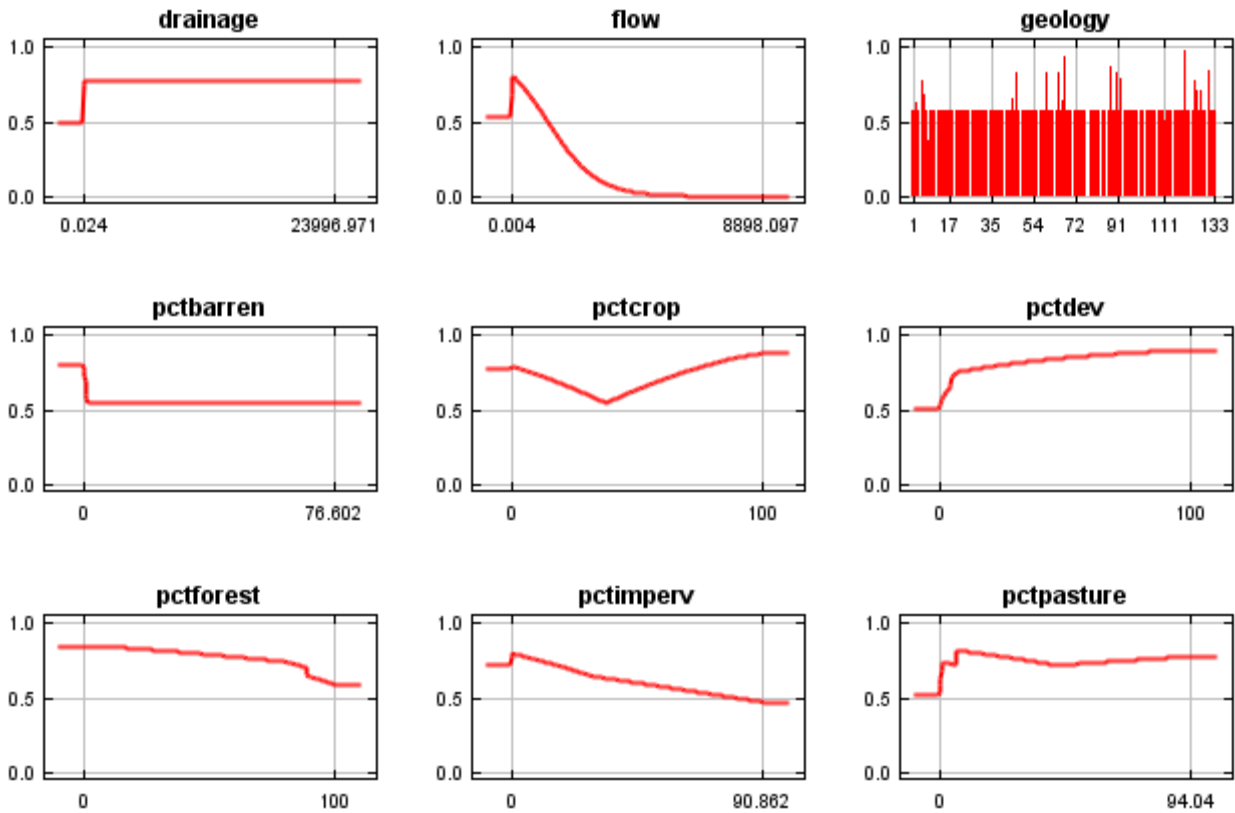 drainage flow geology
1.0 1.0 1.0
0.5 0.5 0.5
0.0 0.0 0.0
0.024 23996.971 0.004 8898.097 1 17 35 54 72 91 111 133
pctbarren pctcrop pctdev
1.0 1.0 1.0
0.5 0.5 0.5
0.0 0.0 0.0
0 76.602 0 100 0 100
pctforest pctimperv pctpasture
1.0 1.0 1.0
0.5 0.5 0.5
0.0 0.0 0.0
0 100 0 90.862 0 94.04